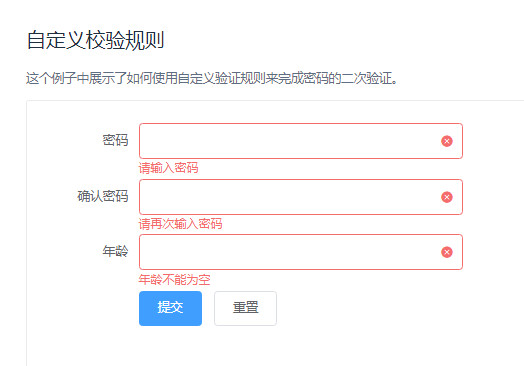 自定义校验规则
这个例子中展示了如何使用自定义验证规则来完成密码的二次验证。
密码
请输入密码
确认密码
请再次输入密码
年龄
年龄不能为空
提交 重置